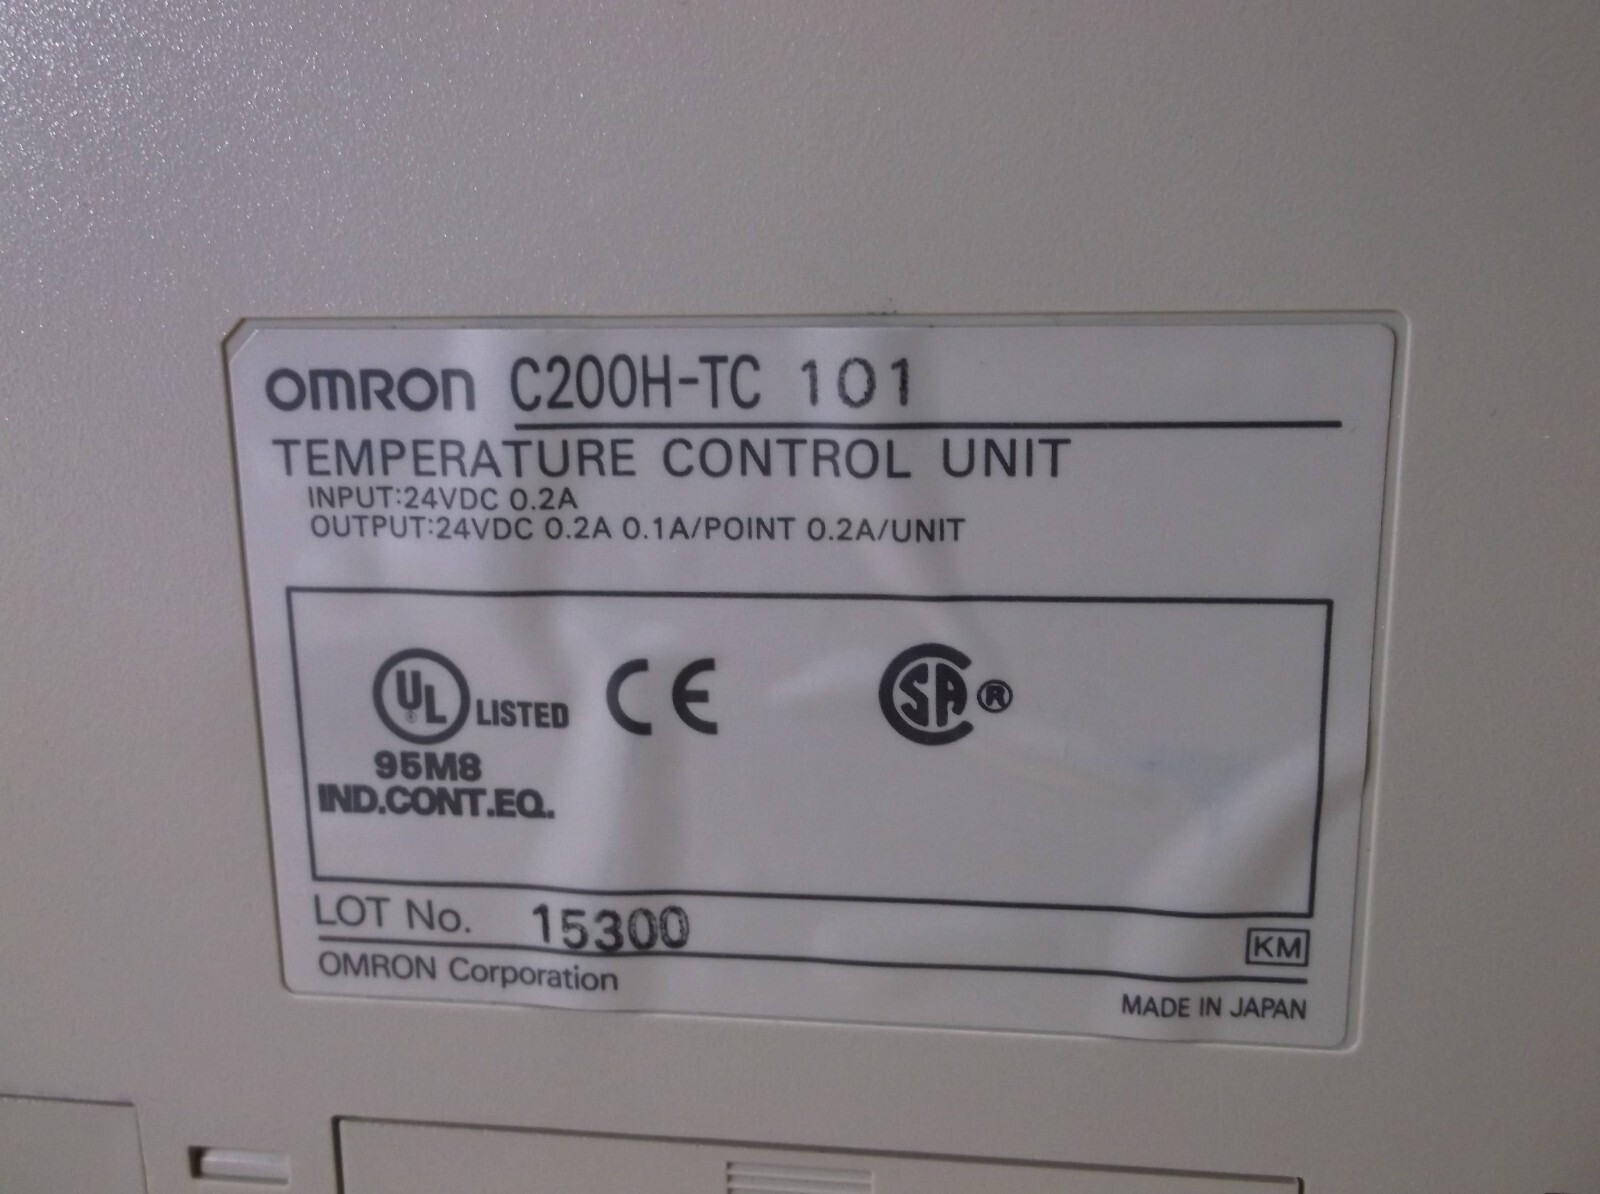 OMRON C200H-TC 101
TEMPERATURE CONTROL UNIT
INPUT:24VDC 0.2A
OUTPUT:24VDC 0.2A 0.1A/POINT 0.2A/UNIT
UL ® LISTED CE SA ®
95M8
IND.CONT.EQ.
LOT No. 15300
KM
OMRON Corporation
MADE IN JAPAN